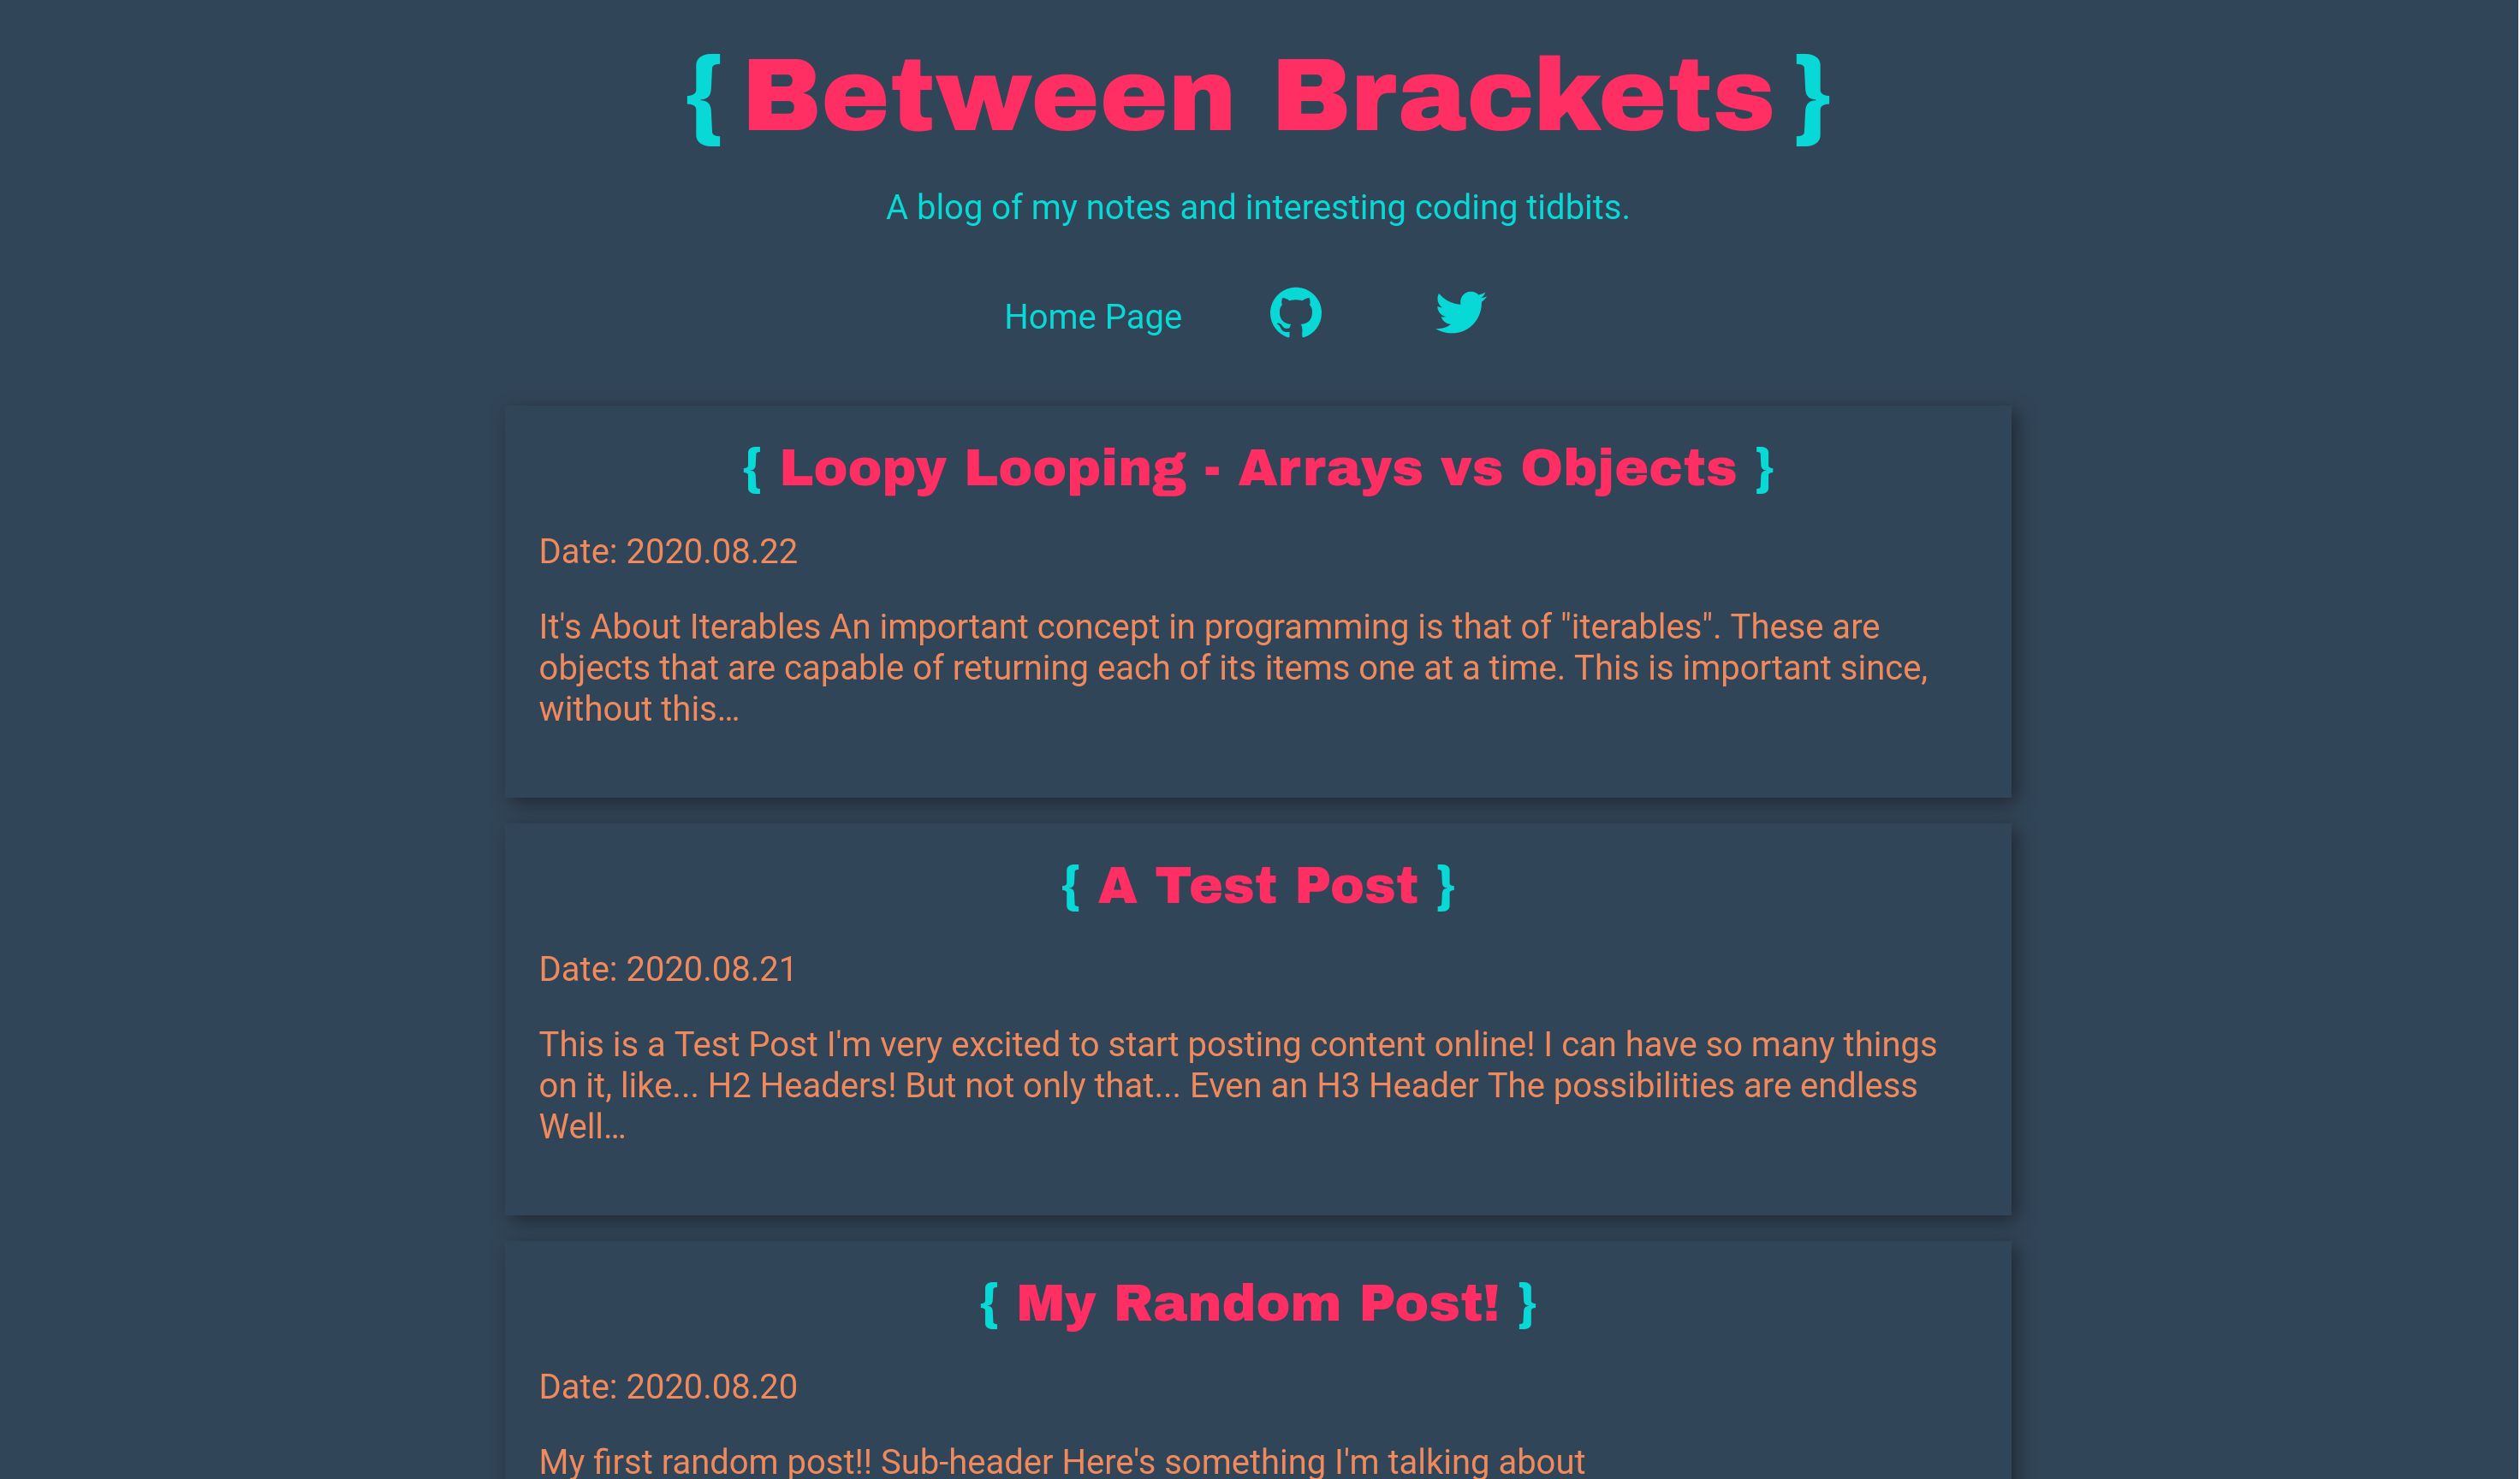 { Between Brackets }
A blog of my notes and interesting coding tidbits.
Home Page
{ Loopy Looping - Arrays vs Objects }
Date: 2020.08.22
It's About Iterables An important concept in programming is that of "iterables". These are
objects that are capable of returning each of its items one at a time. This is important since,
without this…
{ A Test Post }
Date: 2020.08.21
This is a Test Post I'm very excited to start posting content online! I can have so many things
on it, like... H2 Headers! But not only that... Even an H3 Header The possibilities are endless
Well…
{ My Random Post! }
Date: 2020.08.20
My first random post!! Sub-header Here's something I'm talking about